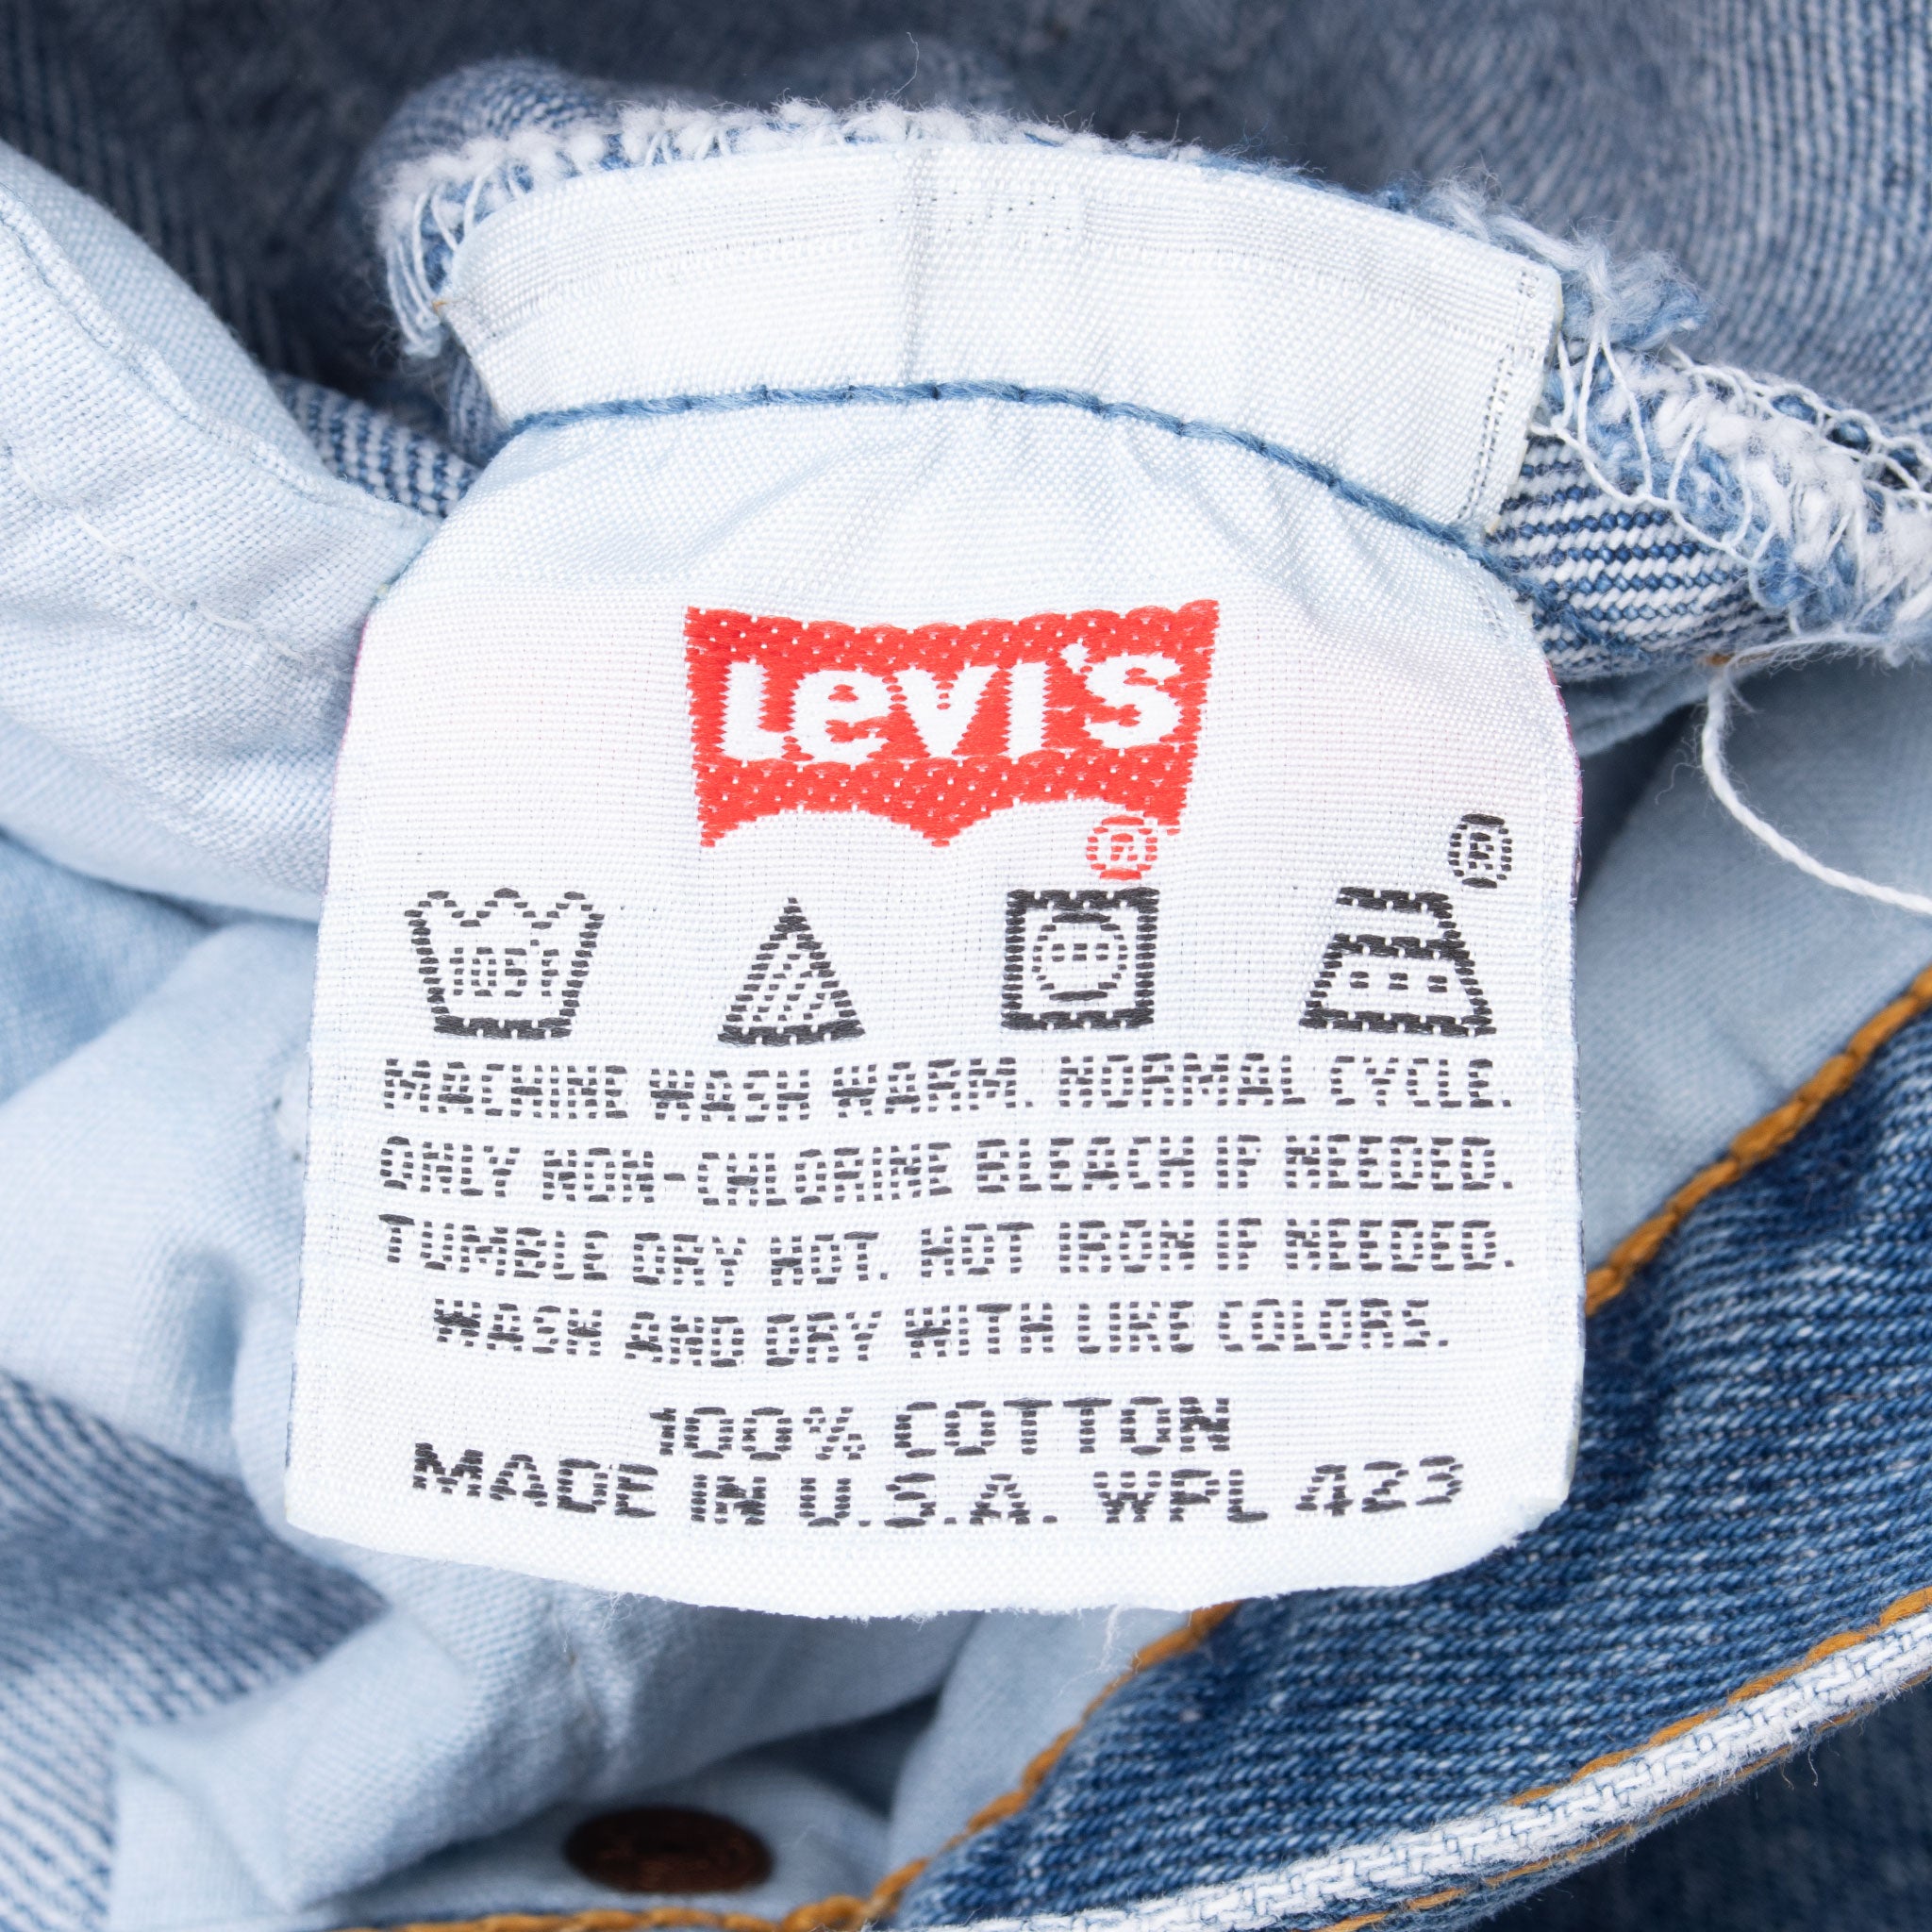 Levi's
®
®
105°F
MACHINE WASH WARM. NORMAL CYCLE.
ONLY NON-CHLORINE BLEACH IF NEEDED.
TUMBLE DRY HOT. HOT IRON IF NEEDED.
WASH AND DRY WITH LIKE COLORS.
100% COTTON
MADE IN U.S.A. WPL 423